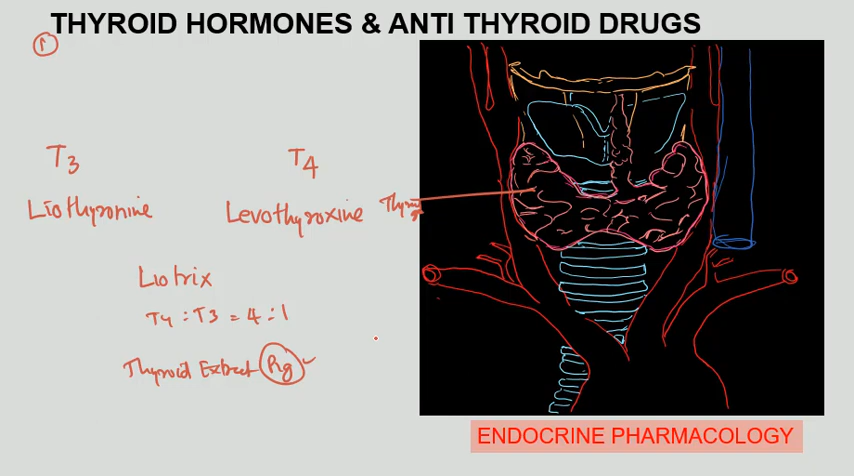 THYROID HORMONES & ANTI THYROID DRUGS
T3
T4
Liothyronine
Levothyroxine
Liotrix
T4 : T3 = 4 : 1
Thyroid Extract
ENDOCRINE PHARMACOLOGY